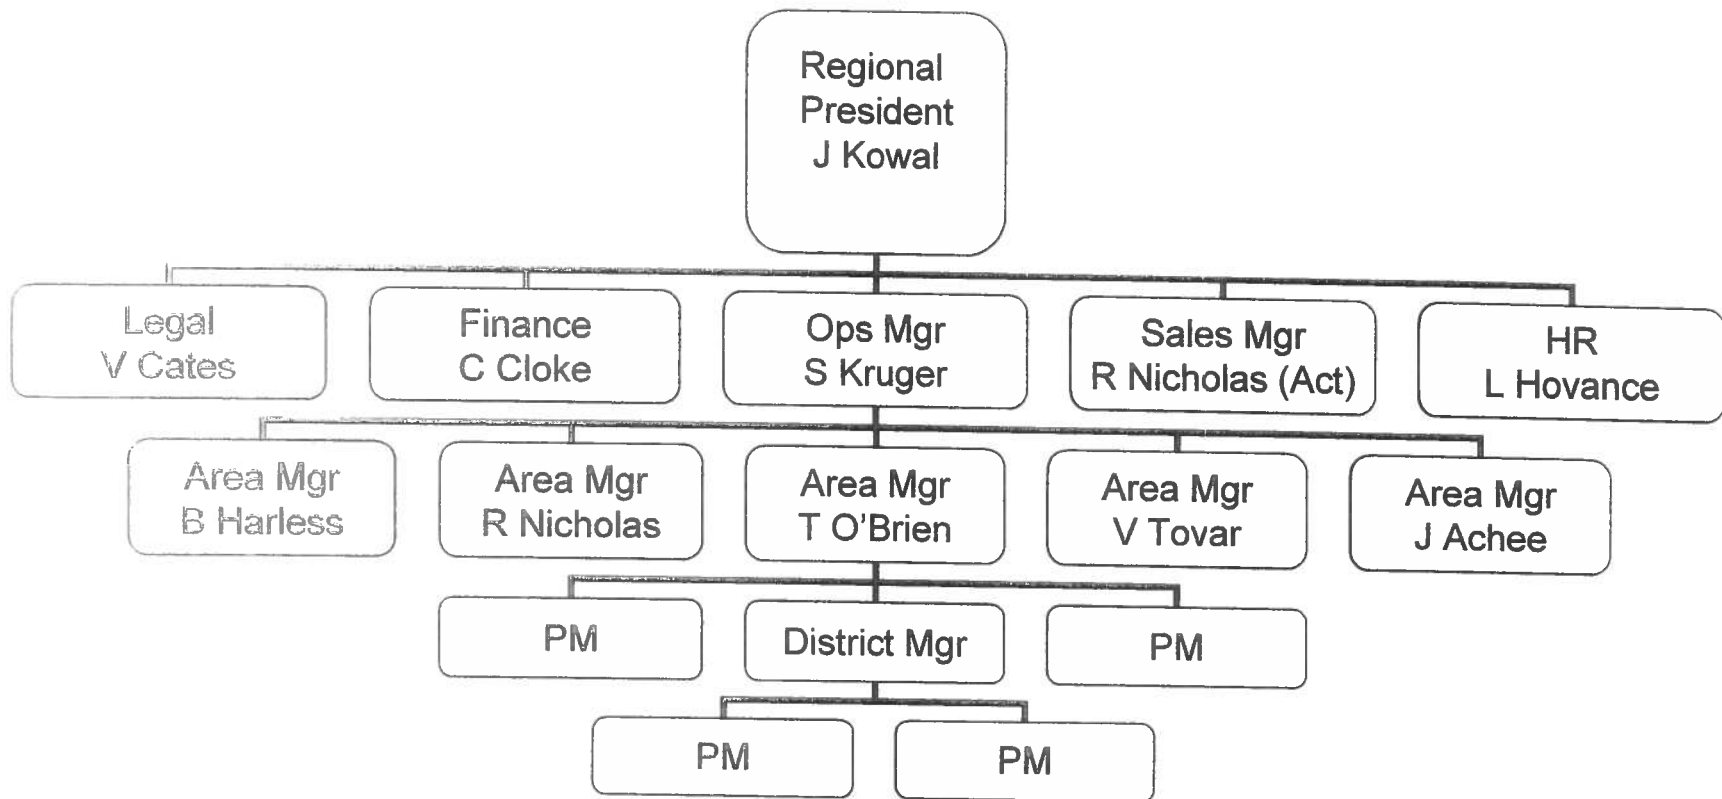 Regional
President
J Kowal
Legal
V Cates
Finance
C Cloke
Ops Mgr
S Kruger
Sales Mgr
R Nicholas (Act)
HR
L Hovance
Area Mgr
B Harless
Area Mgr
R Nicholas
Area Mgr
T O'Brien
Area Mgr
V Tovar
Area Mgr
J Achee
PM
District Mgr
PM
PM
PM